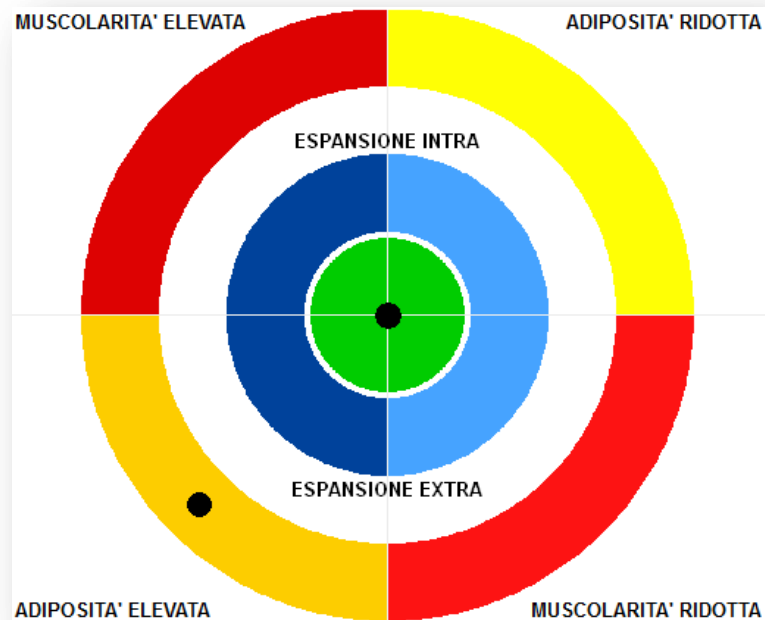 MUSCOLARITA' ELEVATA
ADIPOSITA' RIDOTTA
ESPANSIONE INTRA
ESPANSIONE EXTRA
ADIPOSITA' ELEVATA
MUSCOLARITA' RIDOTTA